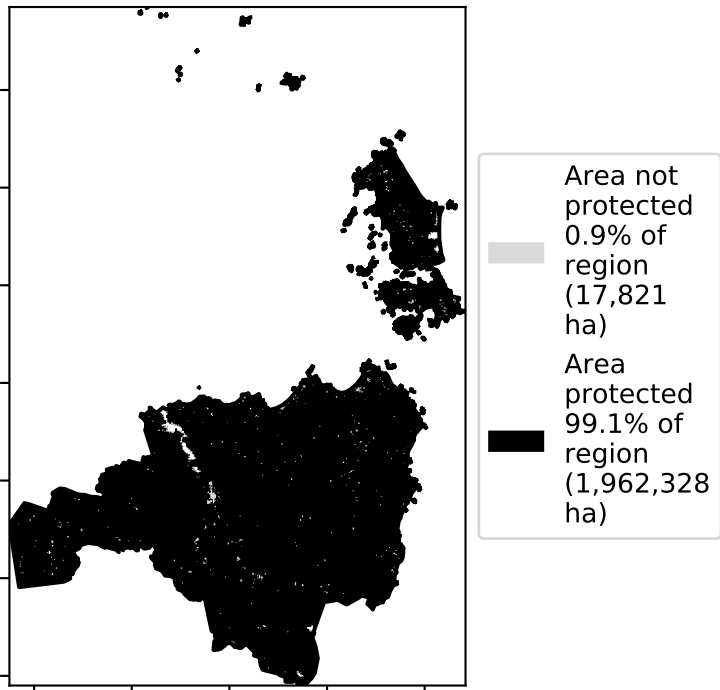 Area not
protected
0.9% of
region
(17,821
ha)
Area
protected
99.1% of
region
(1,962,328
ha)